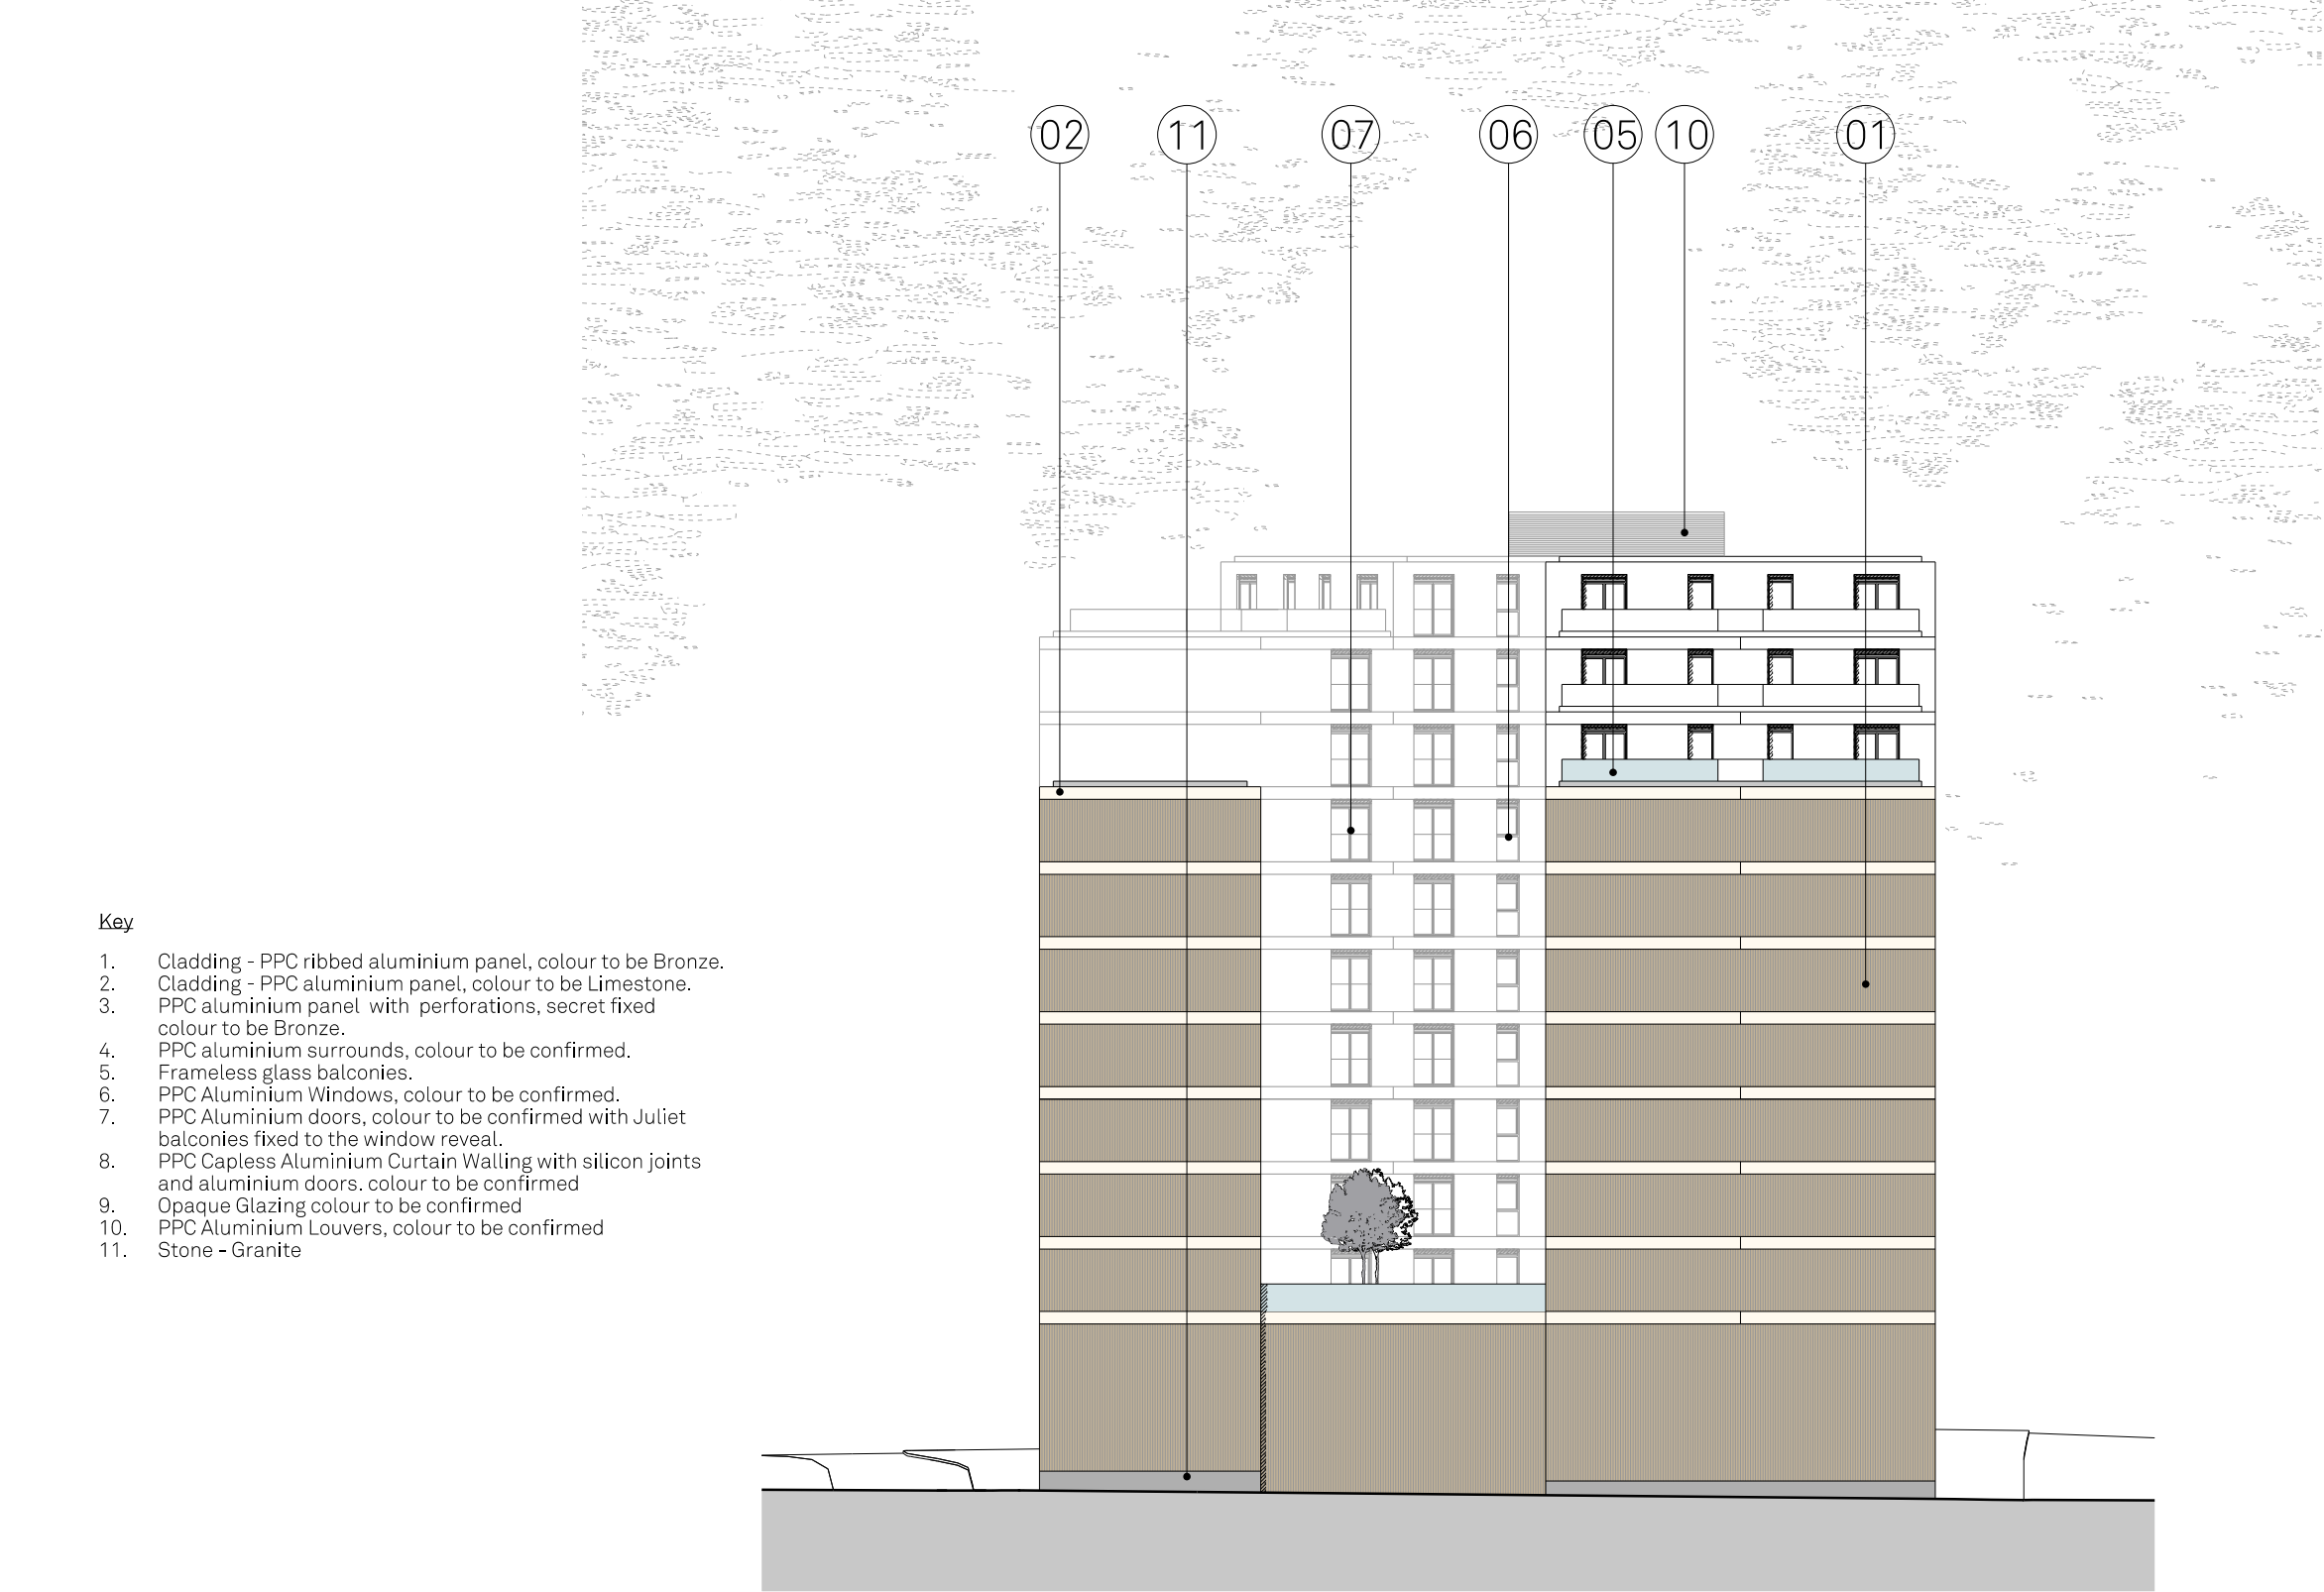 02 11 07 06 05 10 01
Key
1. Cladding - PPC ribbed aluminium panel, colour to be Bronze.
2. Cladding - PPC aluminium panel, colour to be Limestone.
3. PPC aluminium panel with perforations, secret fixed
colour to be Bronze.
4. PPC aluminium surrounds, colour to be confirmed.
5. Frameless glass balconies.
6. PPC Aluminium Windows, colour to be confirmed.
7. PPC Aluminium doors, colour to be confirmed with Juliet
balconies fixed to the window reveal.
8. PPC Capless Aluminium Curtain Walling with silicon joints
and aluminium doors. colour to be confirmed
9. Opaque Glazing colour to be confirmed
10. PPC Aluminium Louvers, colour to be confirmed
11. Stone - Granite